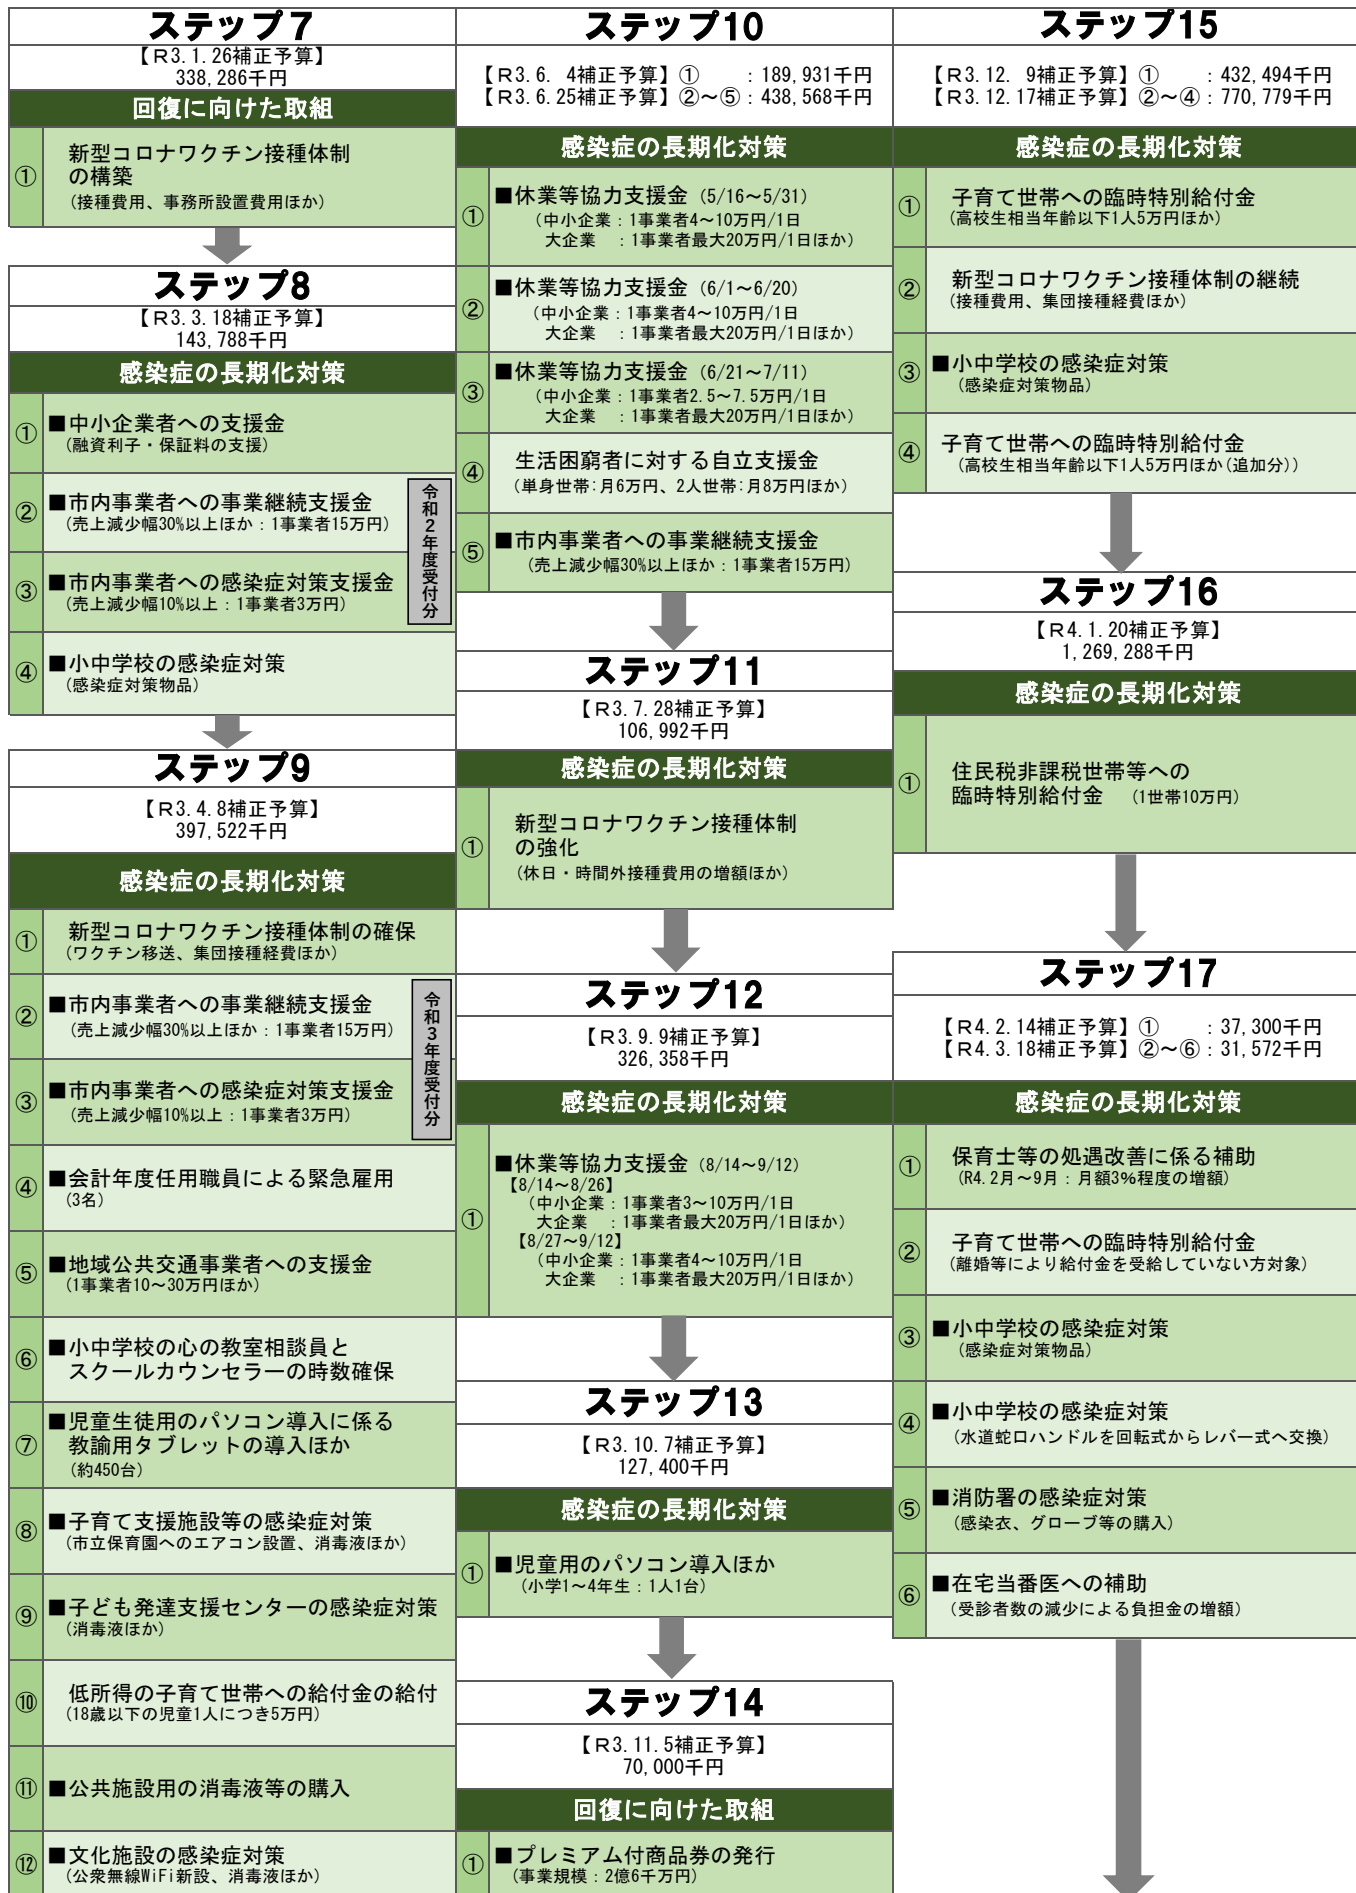 ステップ7
【R3.1.26補正予算】
338,286千円
回復に向けた取組
①
新型コロナワクチン接種体制
の構築
(接種費用、事務所設置費用ほか)
ステップ8
【R3.3.18補正予算】
143,788千円
感染症の長期化対策
①
■中小企業者への支援金
(融資利子・保証料の支援)
②
■市内事業者への事業継続支援金
(売上減少幅30%以上ほか：1事業者15万円)
③
■市内事業者への感染症対策支援金
(売上減少幅10%以上：1事業者3万円)
令和2年度受付分
④
■小中学校の感染症対策
(感染症対策物品)
ステップ9
【R3.4.8補正予算】
397,522千円
感染症の長期化対策
①
新型コロナワクチン接種体制の確保
(ワクチン移送、集団接種経費ほか)
②
■市内事業者への事業継続支援金
(売上減少幅30%以上ほか：1事業者15万円)
③
■市内事業者への感染症対策支援金
(売上減少幅10%以上：1事業者3万円)
令和3年度受付分
④
■会計年度任用職員による緊急雇用
(3名)
⑤
■地域公共交通事業者への支援金
(1事業者10～30万円ほか)
⑥
■小中学校の心の教室相談員と
スクールカウンセラーの時数確保
⑦
■児童生徒用のパソコン導入に係る
教諭用タブレットの導入ほか
(約450台)
⑧
■子育て支援施設等の感染症対策
(市立保育園へのエアコン設置、消毒液ほか)
⑨
■子ども発達支援センターの感染症対策
(消毒液ほか)
⑩
低所得の子育て世帯への給付金の給付
(18歳以下の児童1人につき5万円)
⑪
■公共施設用の消毒液等の購入
⑫
■文化施設の感染症対策
(公衆無線WiFi新設、消毒液ほか)
ステップ10
【R3.6. 4補正予算】①　　：189,931千円
【R3.6.25補正予算】②～⑤：438,568千円
感染症の長期化対策
①
■休業等協力支援金 (5/16～5/31)
(中小企業：1事業者4～10万円/1日
大企業　：1事業者最大20万円/1日ほか)
②
■休業等協力支援金 (6/1～6/20)
(中小企業：1事業者4～10万円/1日
大企業　：1事業者最大20万円/1日ほか)
③
■休業等協力支援金 (6/21～7/11)
(中小企業：1事業者2.5～7.5万円/1日
大企業　：1事業者最大20万円/1日ほか)
④
生活困窮者に対する自立支援金
(単身世帯:月6万円、2人世帯:月8万円ほか)
⑤
■市内事業者への事業継続支援金
(売上減少幅30%以上ほか：1事業者15万円)
ステップ11
【R3.7.28補正予算】
106,992千円
感染症の長期化対策
①
新型コロナワクチン接種体制
の強化
(休日・時間外接種費用の増額ほか)
ステップ12
【R3.9.9補正予算】
326,358千円
感染症の長期化対策
①
■休業等協力支援金 (8/14～9/12)
【8/14～8/26】
(中小企業：1事業者3～10万円/1日
大企業　：1事業者最大20万円/1日ほか)
【8/27～9/12】
(中小企業：1事業者4～10万円/1日
大企業　：1事業者最大20万円/1日ほか)
ステップ13
【R3.10.7補正予算】
127,400千円
感染症の長期化対策
①
■児童用のパソコン導入ほか
(小学1～4年生：1人1台)
ステップ14
【R3.11.5補正予算】
70,000千円
回復に向けた取組
①
■プレミアム付商品券の発行
(事業規模：2億6千万円)
ステップ15
【R3.12. 9補正予算】①　　：432,494千円
【R3.12.17補正予算】②～④：770,779千円
感染症の長期化対策
①
子育て世帯への臨時特別給付金
(高校生相当年齢以下1人5万円ほか)
②
新型コロナワクチン接種体制の継続
(接種費用、集団接種経費ほか)
③
■小中学校の感染症対策
(感染症対策物品)
④
子育て世帯への臨時特別給付金
(高校生相当年齢以下1人5万円ほか(追加分))
ステップ16
【R4.1.20補正予算】
1,269,288千円
感染症の長期化対策
①
住民税非課税世帯等への
臨時特別給付金　(1世帯10万円)
ステップ17
【R4.2.14補正予算】①　　：37,300千円
【R4.3.18補正予算】②～⑥：31,572千円
感染症の長期化対策
①
保育士等の処遇改善に係る補助
(R4.2月～9月：月額3%程度の増額)
②
子育て世帯への臨時特別給付金
(離婚等により給付金を受給していない方対象)
③
■小中学校の感染症対策
(感染症対策物品)
④
■小中学校の感染症対策
(水道蛇口ハンドルを回転式からレバー式へ交換)
⑤
■消防署の感染症対策
(感染衣、グローブ等の購入)
⑥
■在宅当番医への補助
(受診者数の減少による負担金の増額)